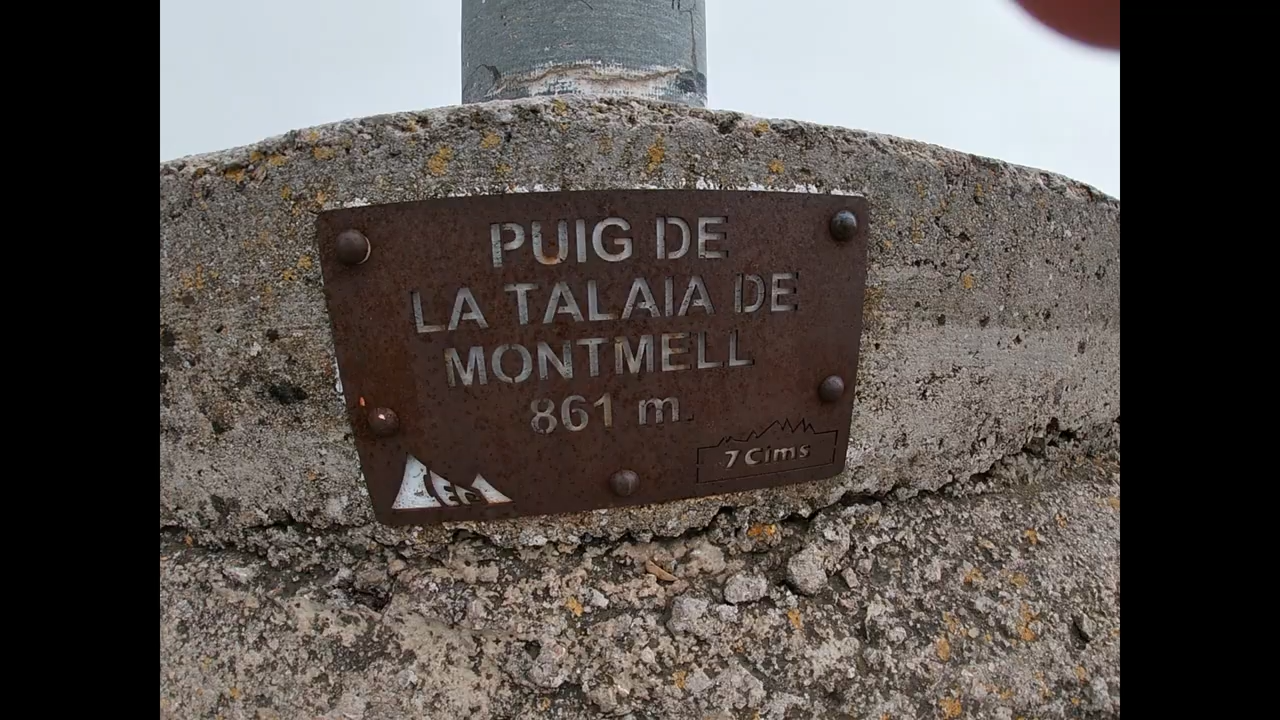 PUIG DE
LA TALAIA DE
MONTMELL
861 m.
7 Cims